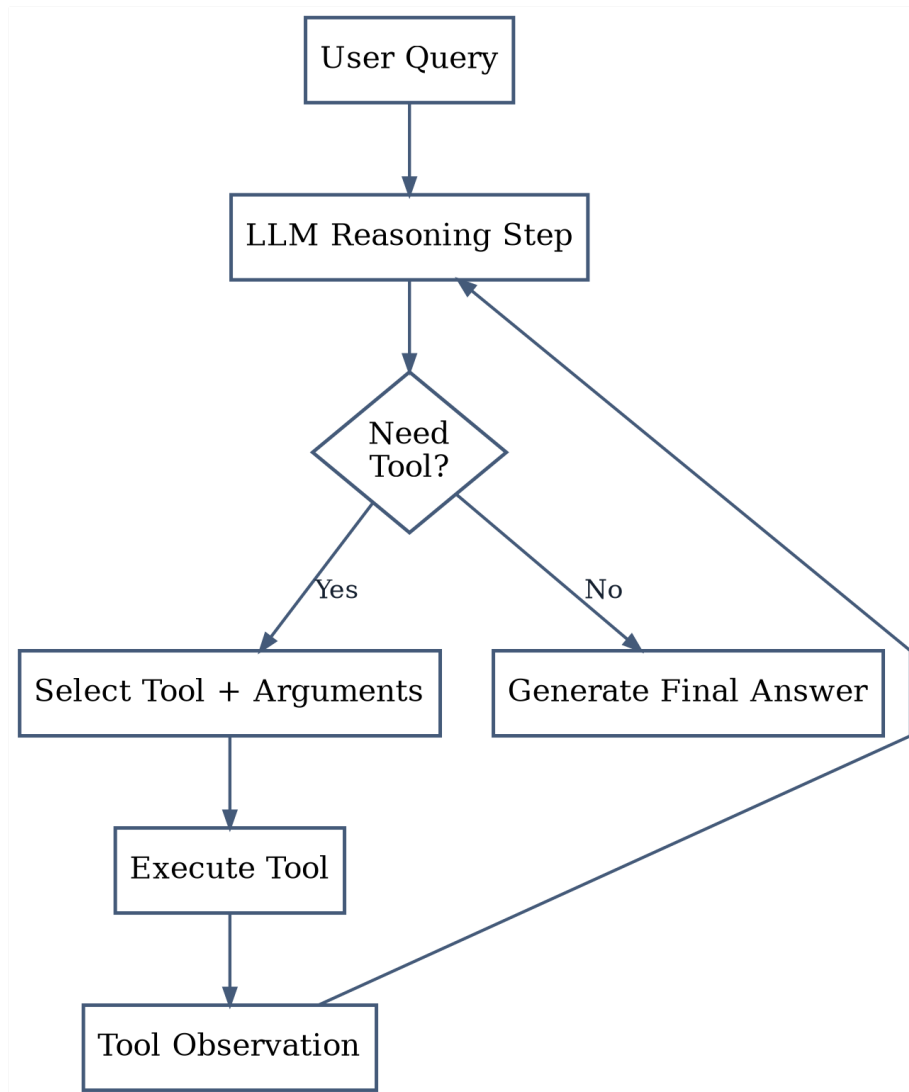 User Query
LLM Reasoning Step
Need
Tool?
Yes
No
Select Tool + Arguments
Generate Final Answer
Execute Tool
Tool Observation